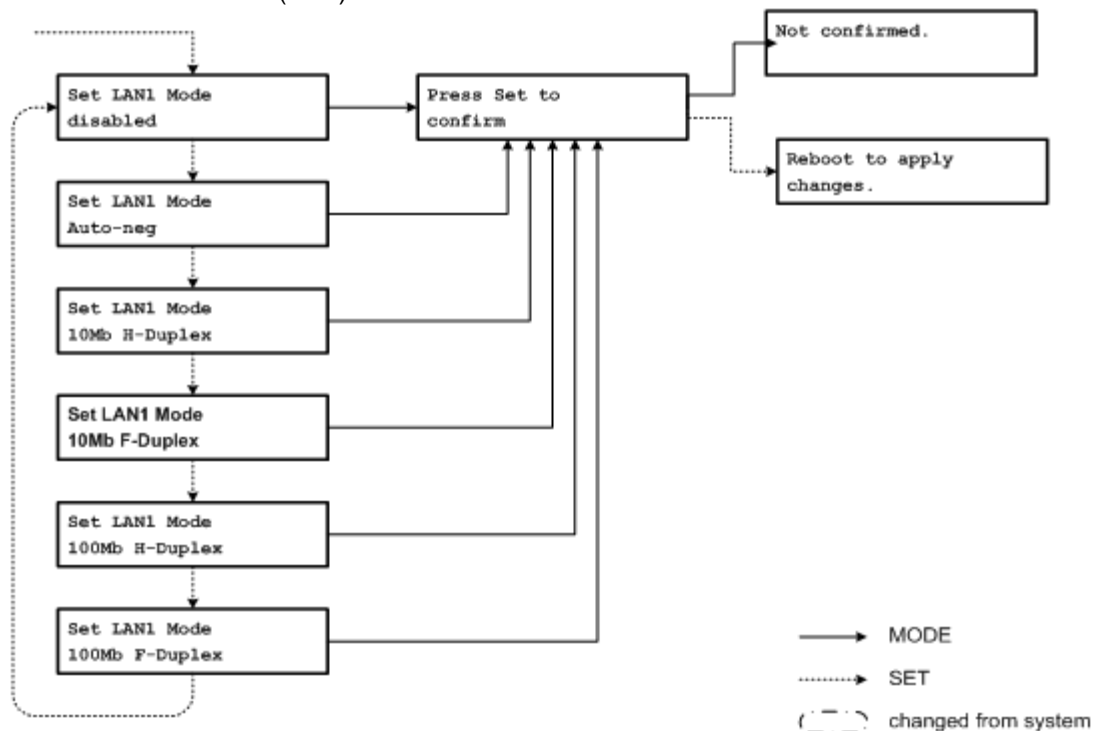 Not confirmed.
Set LAN1 Mode
disabled
Press Set to
confirm
Reboot to apply
changes.
Set LAN1 Mode
Auto-neg
Set LAN1 Mode
10Mb H-Duplex
Set LAN1 Mode
10Mb F-Duplex
Set LAN1 Mode
100Mb H-Duplex
Set LAN1 Mode
100Mb F-Duplex
MODE
SET
changed from system